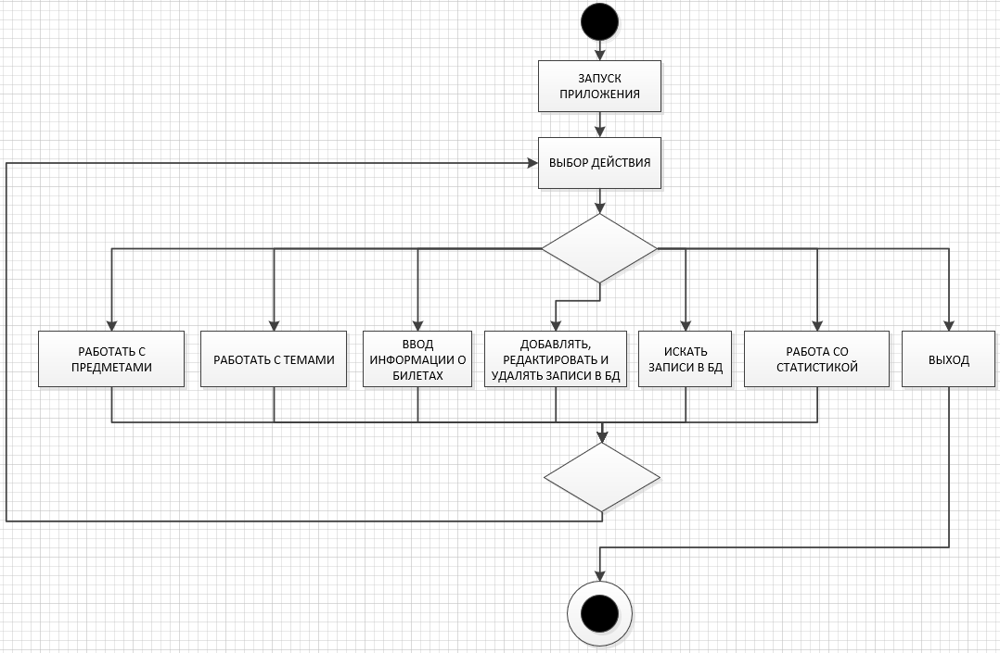 ЗАПУСК
ПРИЛОЖЕНИЯ
ВЫБОР ДЕЙСТВИЯ
РАБОТАТЬ С
ПРЕДМЕТАМИ
РАБОТАТЬ С ТЕМАМИ
ВВОД
ИНФОРМАЦИИ О
БИЛЕТАХ
ДОБАВЛЯТЬ,
РЕДАКТИРОВАТЬ И
УДАЛЯТЬ ЗАПИСИ В БД
ИСКАТЬ
ЗАПИСИ В БД
РАБОТА СО
СТАТИСТИКОЙ
ВЫХОД